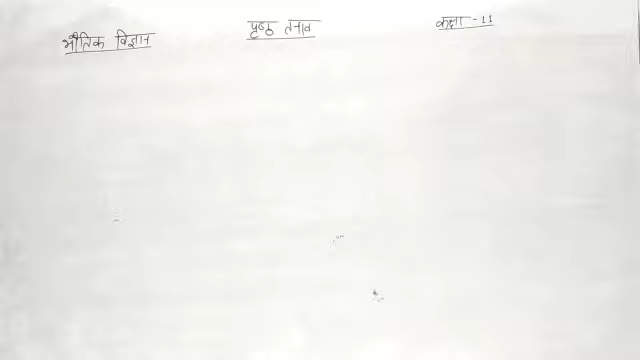 भौतिक विज्ञान
पृष्ठ तनाव
कक्षा - 11